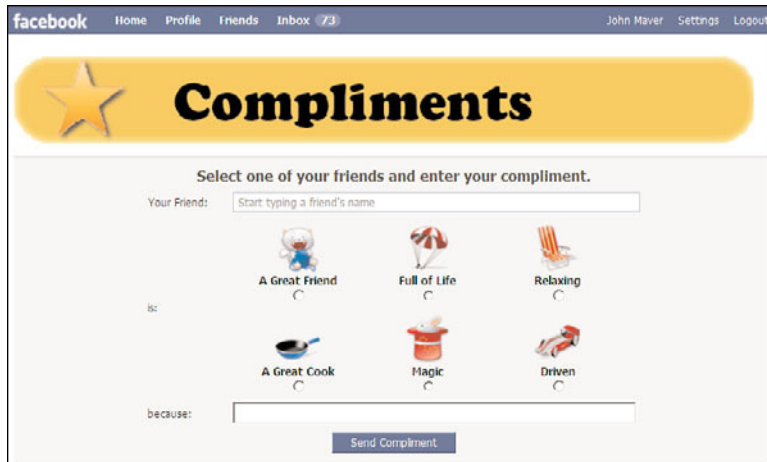 facebook Home Profile Friends Inbox 73 John Maver Settings Logout
Compliments
Select one of your friends and enter your compliment.
Your Friend: Start typing a friend's name
A Great Friend Full of Life Relaxing
is:
A Great Cook Magic Driven
because:
Send Compliment